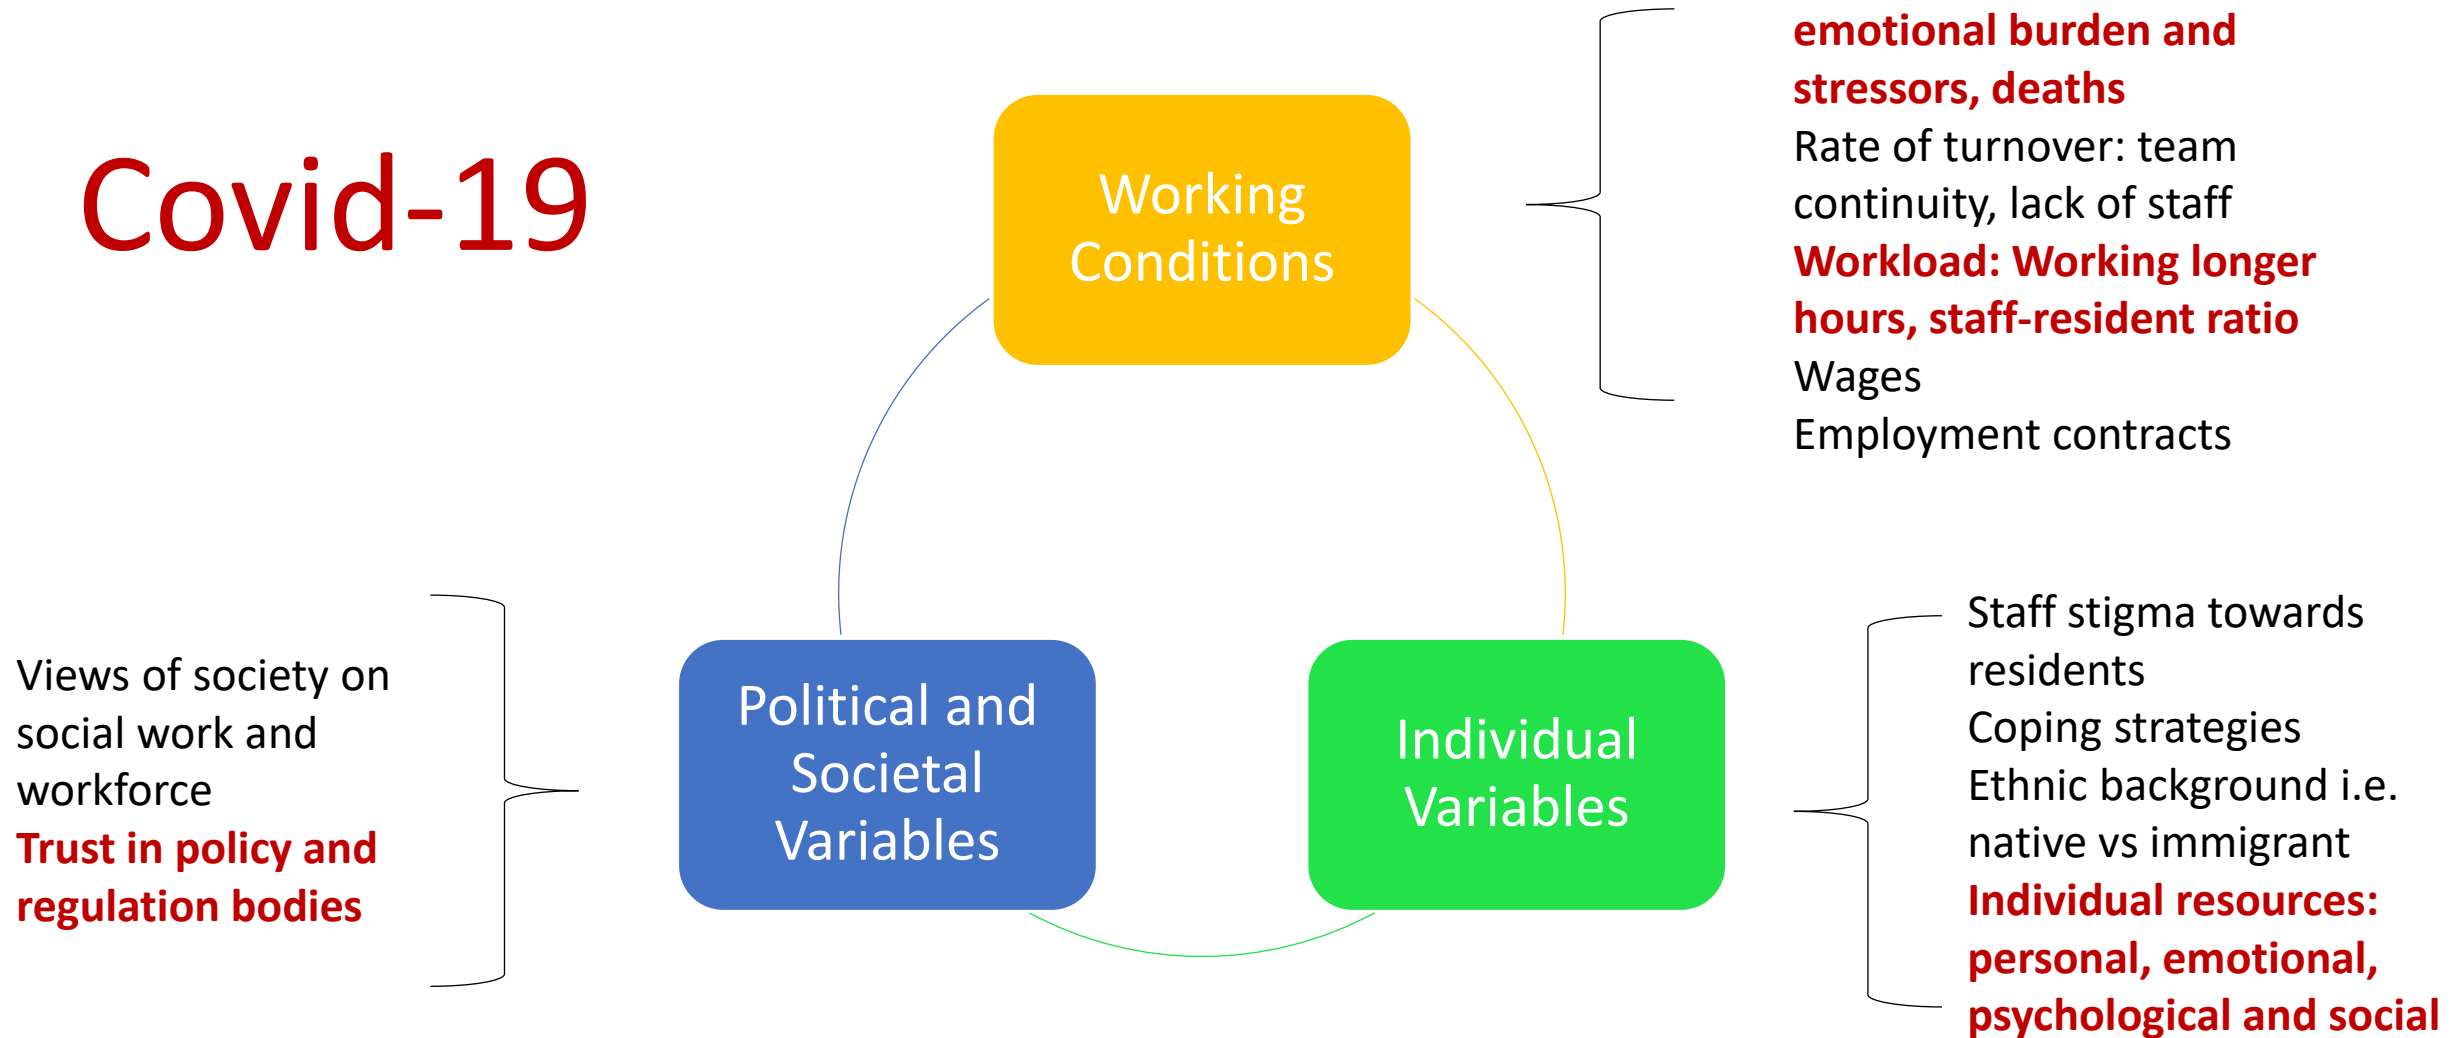 Covid-19
Working
Conditions
emotional burden and
stressors, deaths
Rate of turnover: team
continuity, lack of staff
Workload: Working longer
hours, staff-resident ratio
Wages
Employment contracts
Views of society on
social work and
workforce
Trust in policy and
regulation bodies
Political and
Societal
Variables
Individual
Variables
Staff stigma towards
residents
Coping strategies
Ethnic background i.e.
native vs immigrant
Individual resources:
personal, emotional,
psychological and social